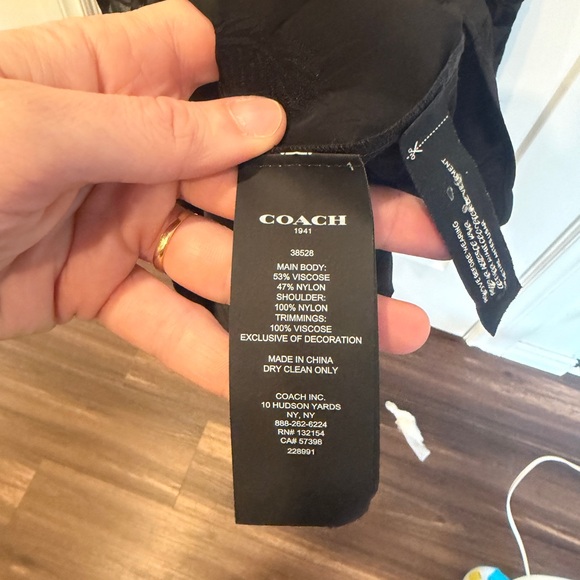 COACH
1941
38528
MAIN BODY:
53% VISCOSE
47% NYLON
SHOULDER:
100% NYLON
TRIMMINGS:
100% VISCOSE
EXCLUSIVE OF DECORATION
MADE IN CHINA
DRY CLEAN ONLY
COACH INC.
10 HUDSON YARDS
NY, NY
888-262-6224
RN# 132154
CA# 57398
228991